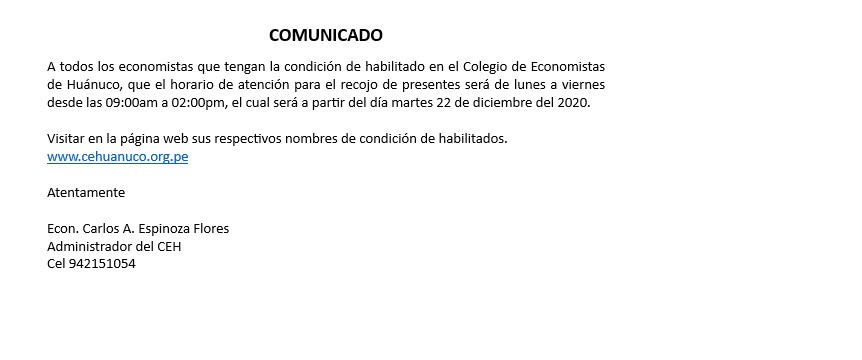 COMUNICADO
A todos los economistas que tengan la condición de habilitado en el Colegio de Economistas
de Huánuco, que el horario de atención para el recojo de presentes será de lunes a viernes
desde las 09:00am a 02:00pm, el cual será a partir del día martes 22 de diciembre del 2020.
Visitar en la página web sus respectivos nombres de condición de habilitados.
www.cehuanuco.org.pe
Atentamente
Econ. Carlos A. Espinoza Flores
Administrador del CEH
Cel 942151054